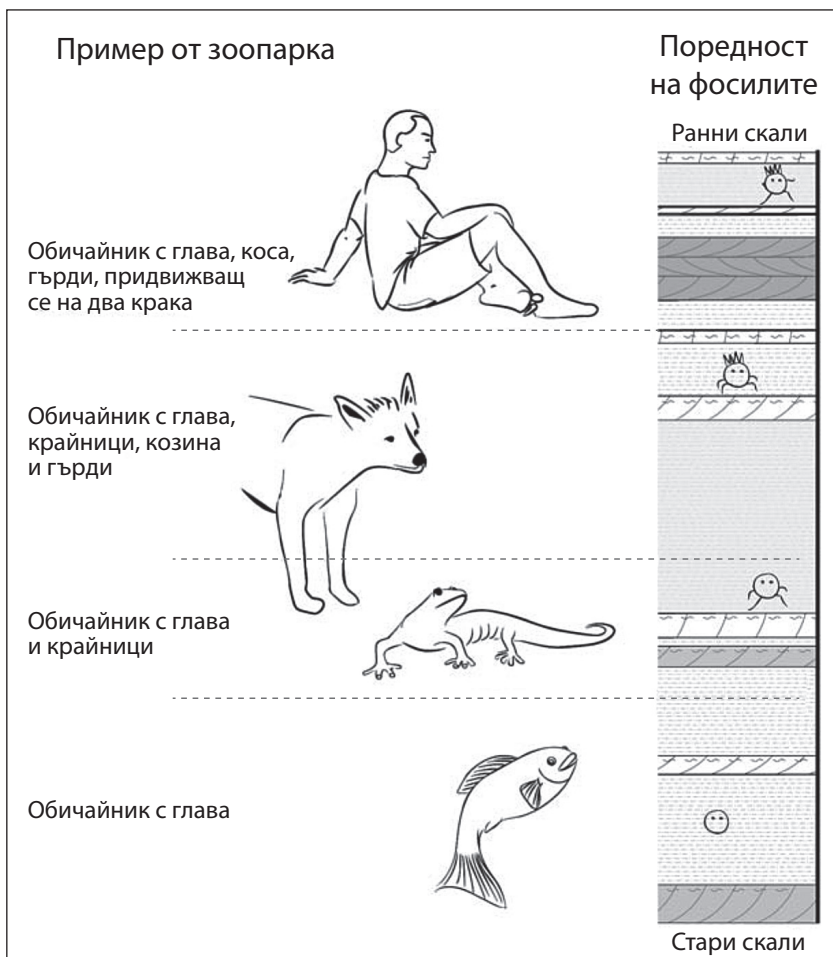 Пример от зоопарка
Поредност
на фосилите
Ранни скали
Обичайник с глава, коса,
гърди, придвижващ
се на два крака
Обичайник с глава,
крайници, козина
и гърди
Обичайник с глава
и крайници
Обичайник с глава
Стари скали